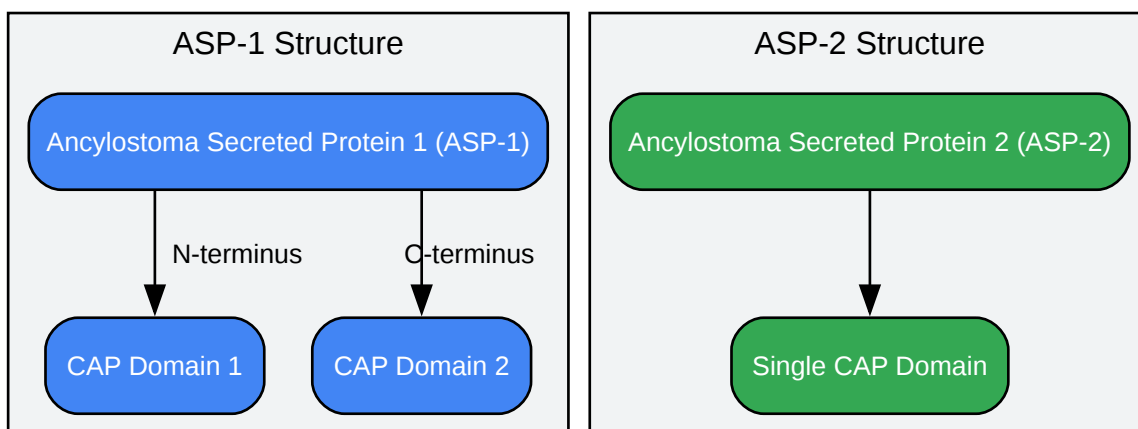 ASP-1 Structure
Ancylostoma Secreted Protein 1 (ASP-1)
N-terminus
C-terminus
CAP Domain 1
CAP Domain 2
ASP-2 Structure
Ancylostoma Secreted Protein 2 (ASP-2)
Single CAP Domain